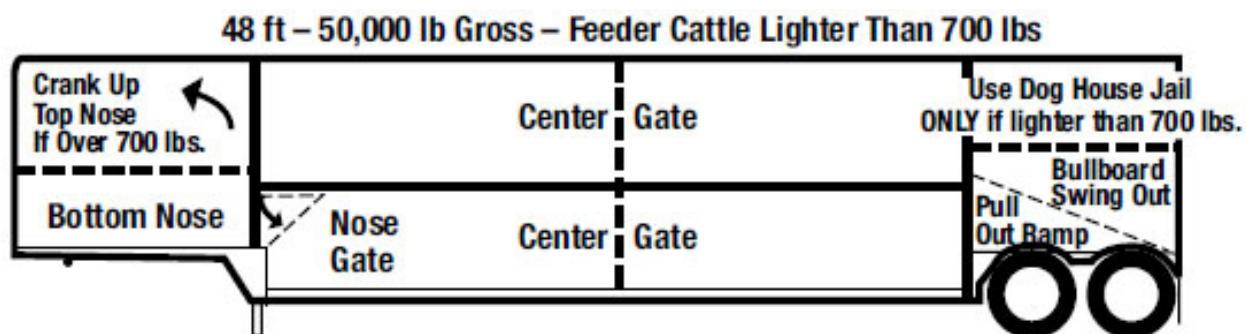 48 ft – 50,000 lb Gross – Feeder Cattle Lighter Than 700 lbs
Crank Up
Top Nose
If Over 700 lbs.
Center Gate
Use Dog House Jail
ONLY if lighter than 700 lbs.
Bottom Nose
Nose
Gate
Center Gate
Bullboard
Swing Out
Pull
Out Ramp